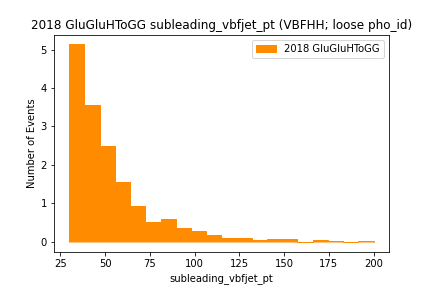 2018 GluGluHToGG subleading_vbfjet_pt (VBFHH; loose pho_id)
2018 GluGluHToGG
Number of Events
5
4
3
2
1
0
25 50 75 100 125 150 175 200
subleading_vbfjet_pt